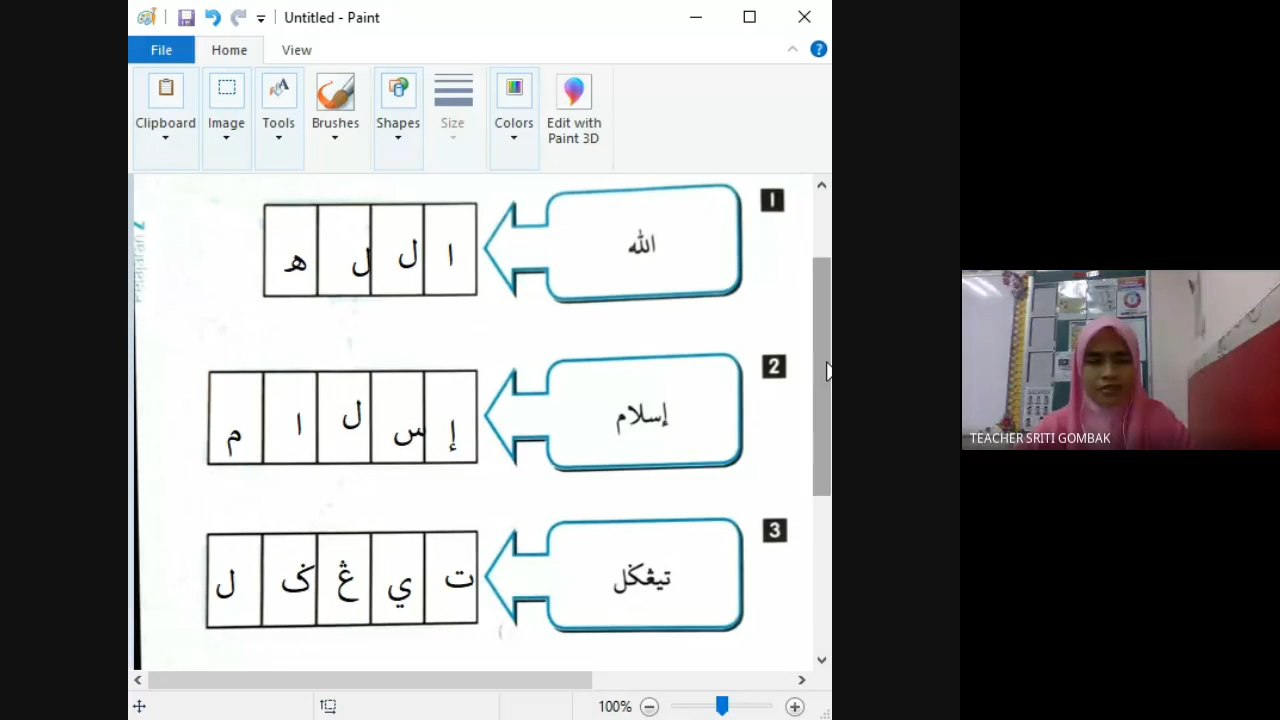 Untitled - Paint
File Home View
Clipboard Image Tools Brushes Shapes Size Colors Edit with Paint 3D
1
الله
ا ل ل ه
2
إسلام
إ س ل ا م
3
تيڠکل
ت ي ڠ ک ل
TEACHER SRITI GOMBAK
100%